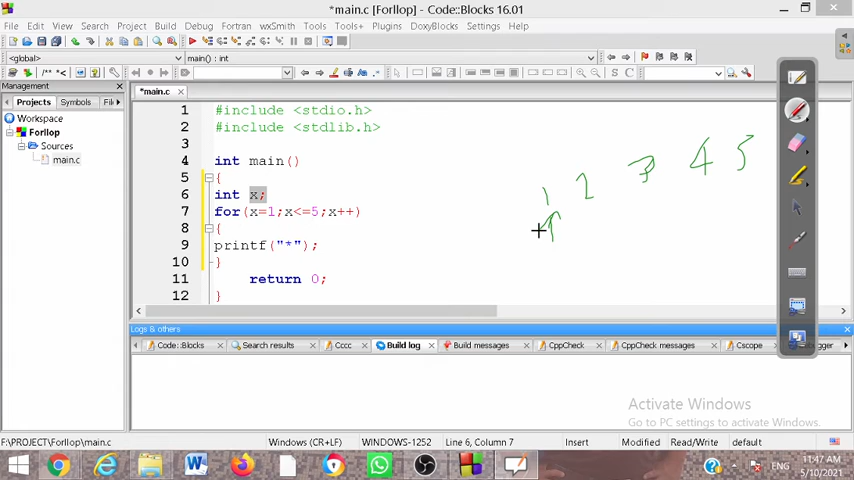 *main.c [Forllop] - Code::Blocks 16.01
File Edit View Search Project Build Debug Fortran wxSmith Tools Tools+ Plugins DoxyBlocks Settings Help
<global> main() : int
/** *<
S C
Management
Projects Symbols Fil
Workspace
Forllop
Sources
main.c
*main.c
1 #include <stdio.h>
2 #include <stdlib.h>
3
4 int main()
5 {
6 int x;
7 for(x=1;x<=5;x++)
8 {
9 printf("*");
10 }
11 return 0;
12 }
1 2 3 4 5
Logs & others
Code::Blocks Search results Cccc Build log Build messages CppCheck CppCheck messages Cscope
Activate Windows
Go to PC settings to activate Windows.
F:\PROJECT\Forllop\main.c Windows (CR+LF) WINDOWS-1252 Line 6, Column 7 Insert Modified Read/Write default
ENG
11:47 AM
5/10/2021